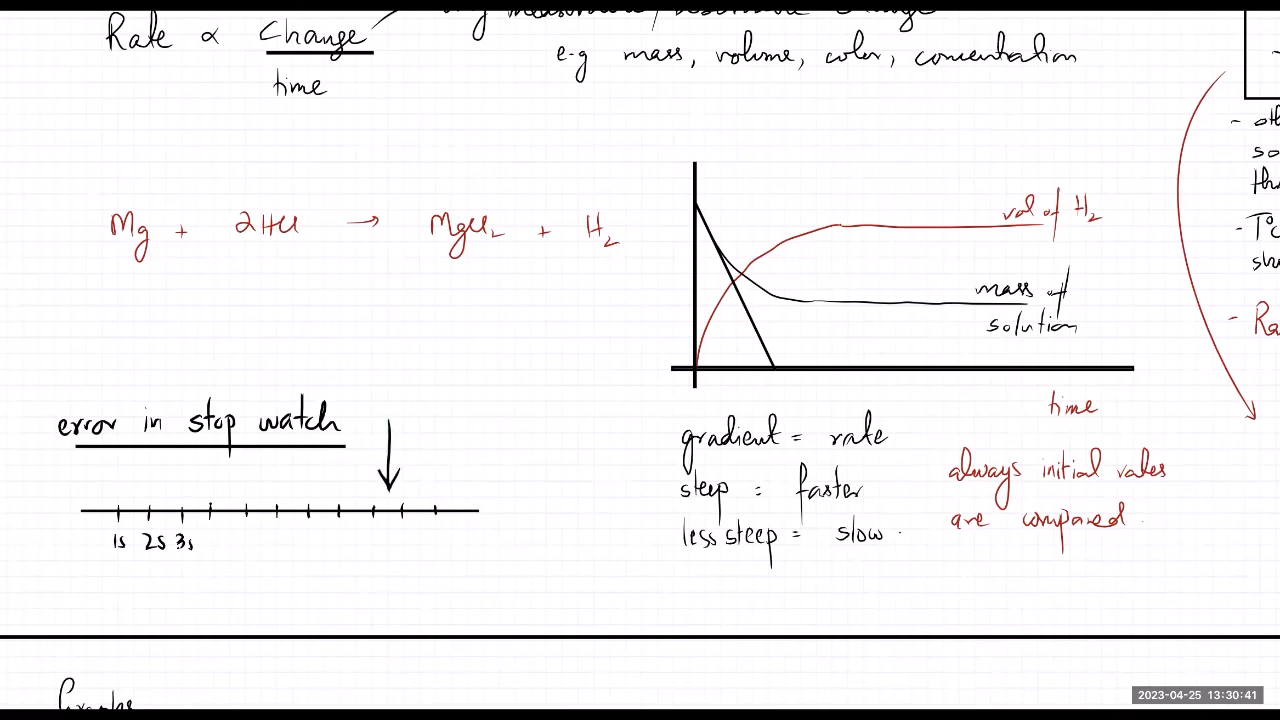 Rate ∝ Change
time
e.g mass, volume, color, concentration
Mg + 2HCl → MgCl₂ + H₂
vol of H₂
mass of
solution
time
error in stop watch
1s 2s 3s
gradient = rate
steep = faster
less steep = slow.
always initial rates
are compared.
- T°C
Graphs
2023-04-25 13:30:41